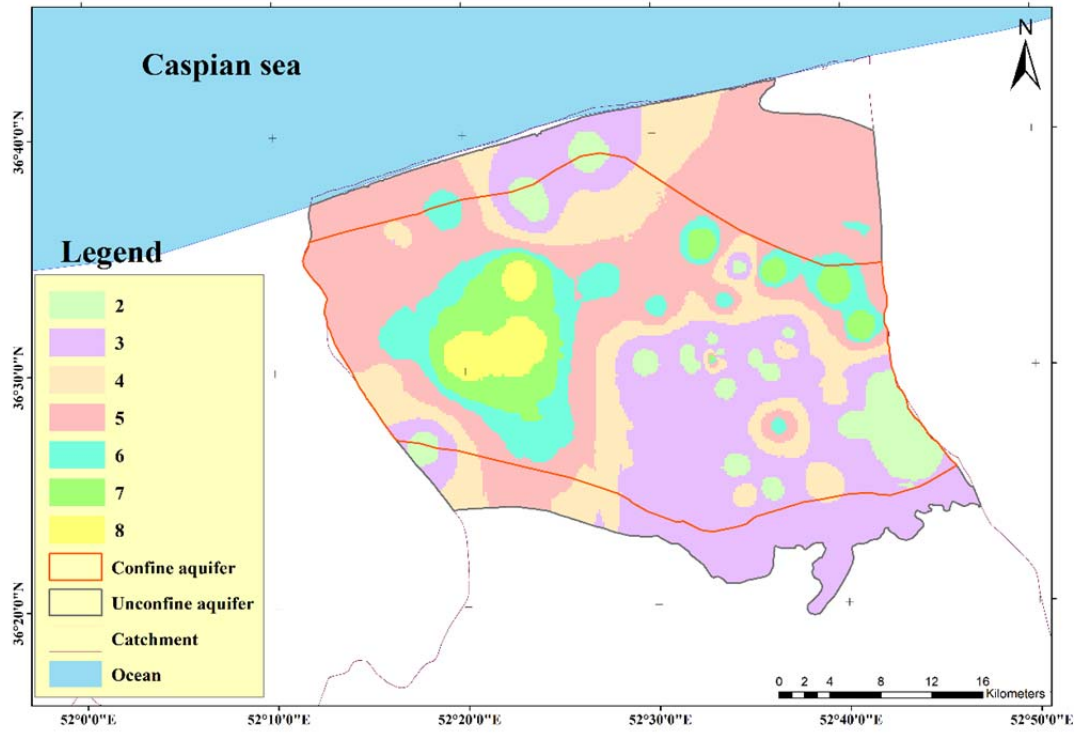 Caspian sea
N
36°40'0"N
36°30'0"N
36°20'0"N
Legend
2
3
4
5
6
7
8
Confine aquifer
Unconfine aquifer
Catchment
Ocean
0 2 4 8 12 16
Kilometers
52°0'0"E 52°10'0"E 52°20'0"E 52°30'0"E 52°40'0"E 52°50'0"E